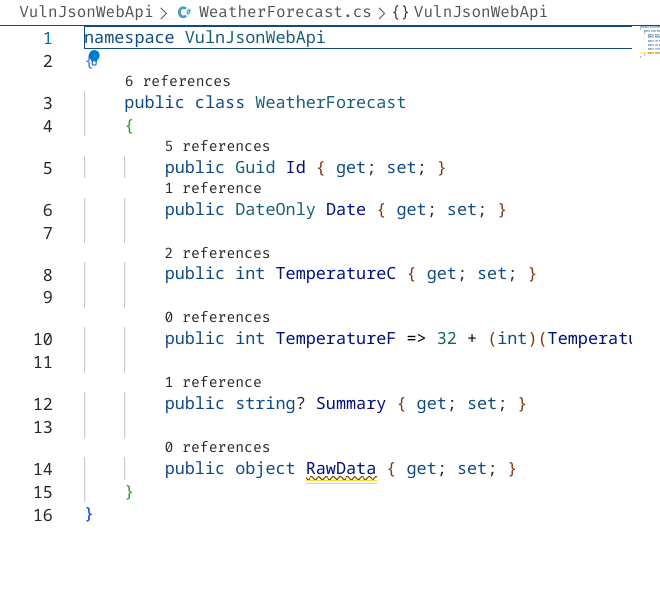 VulnJsonWebApi > WeatherForecast.cs > {} VulnJsonWebApi
1 namespace VulnJsonWebApi
2 {
6 references
3 public class WeatherForecast
4 {
5 references
5 public Guid Id { get; set; }
1 reference
6 public DateOnly Date { get; set; }
7
2 references
8 public int TemperatureC { get; set; }
9
0 references
10 public int TemperatureF => 32 + (int)(Temperatu
11
1 reference
12 public string? Summary { get; set; }
13
0 references
14 public object RawData { get; set; }
15 }
16 }